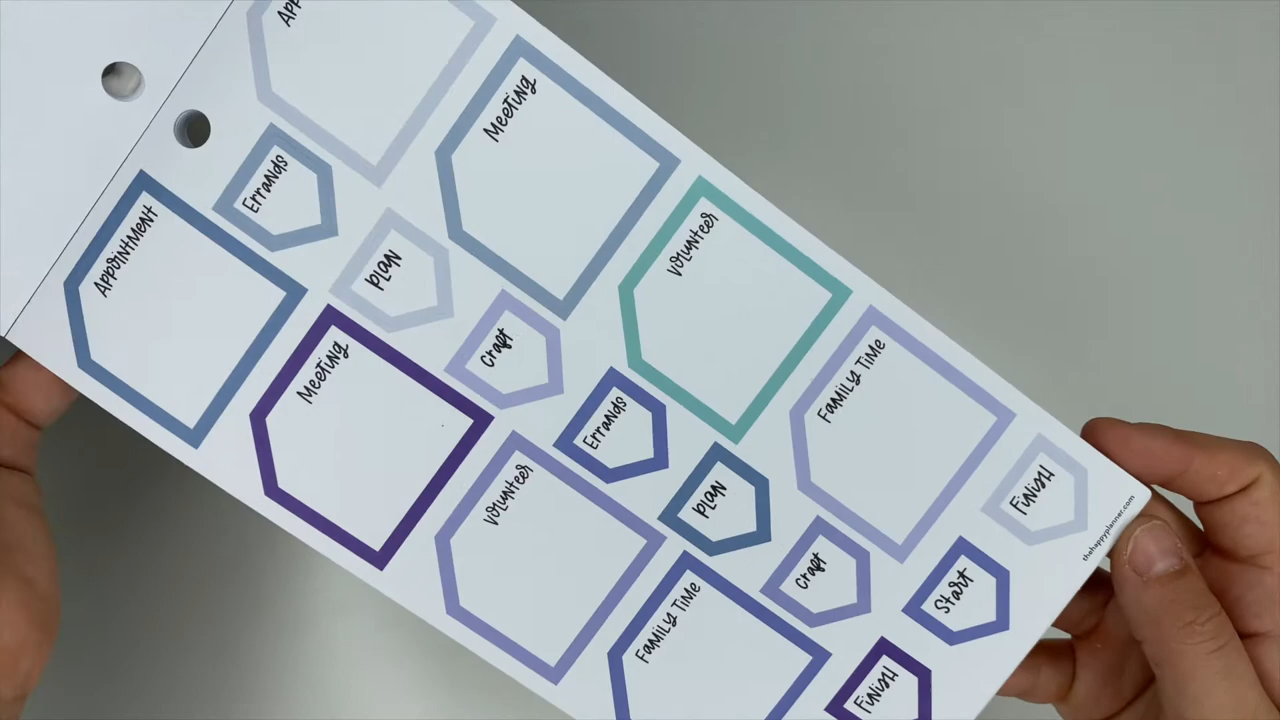 App
Meeting
Errands
Appointment
Plan
Volunteer
Craft
Meeting
Family Time
Errands
Volunteer
Plan
Finish
Craft
Start
Family Time
Finish
thehappyplanner.com